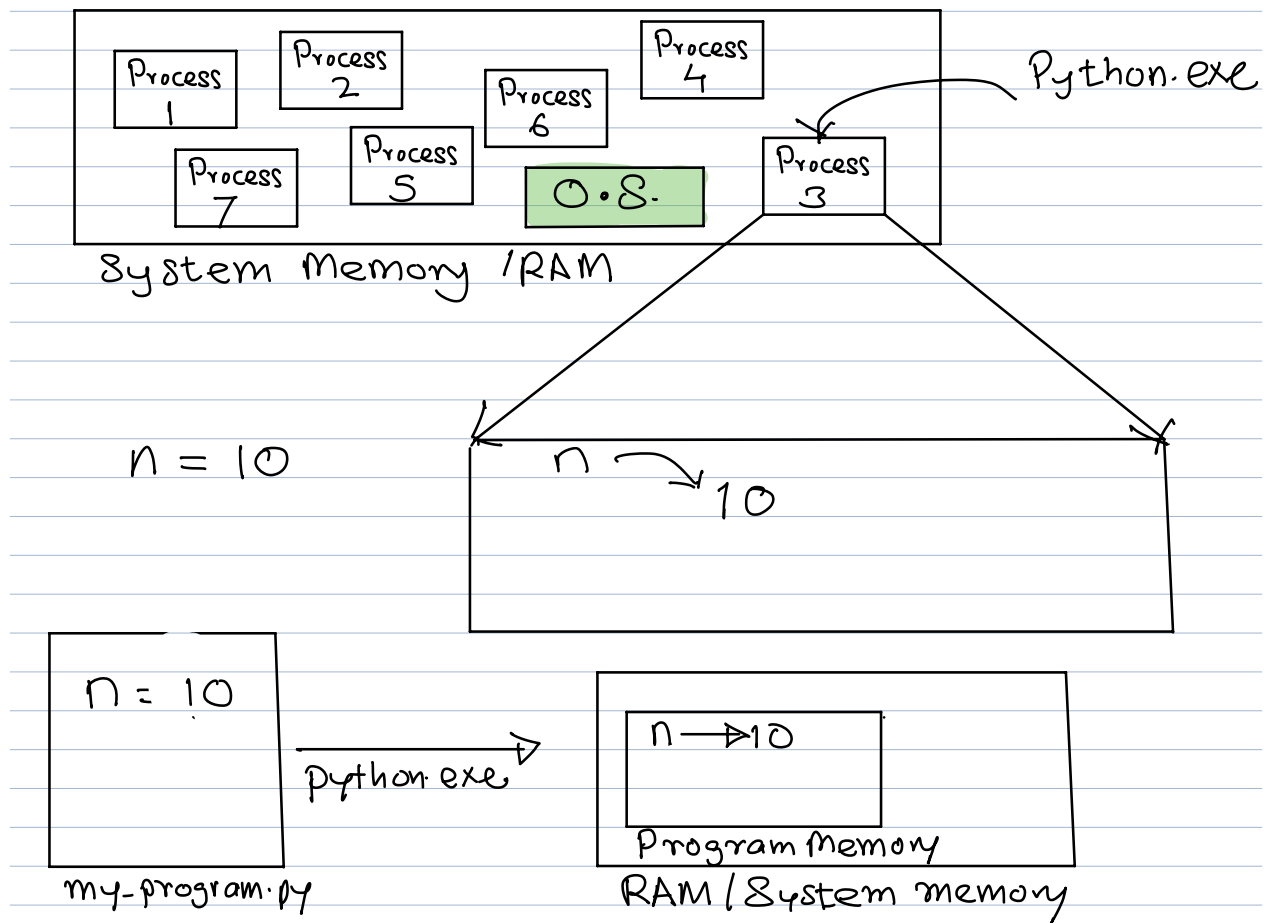 Process
1
Process
2
Process
6
Process
4
Python.exe
Process
7
Process
5
O.S.
Process
3
System Memory /RAM
n = 10
n
10
n = 10
python.exe
my-program.py
n 10
Program Memory
RAM/System memory